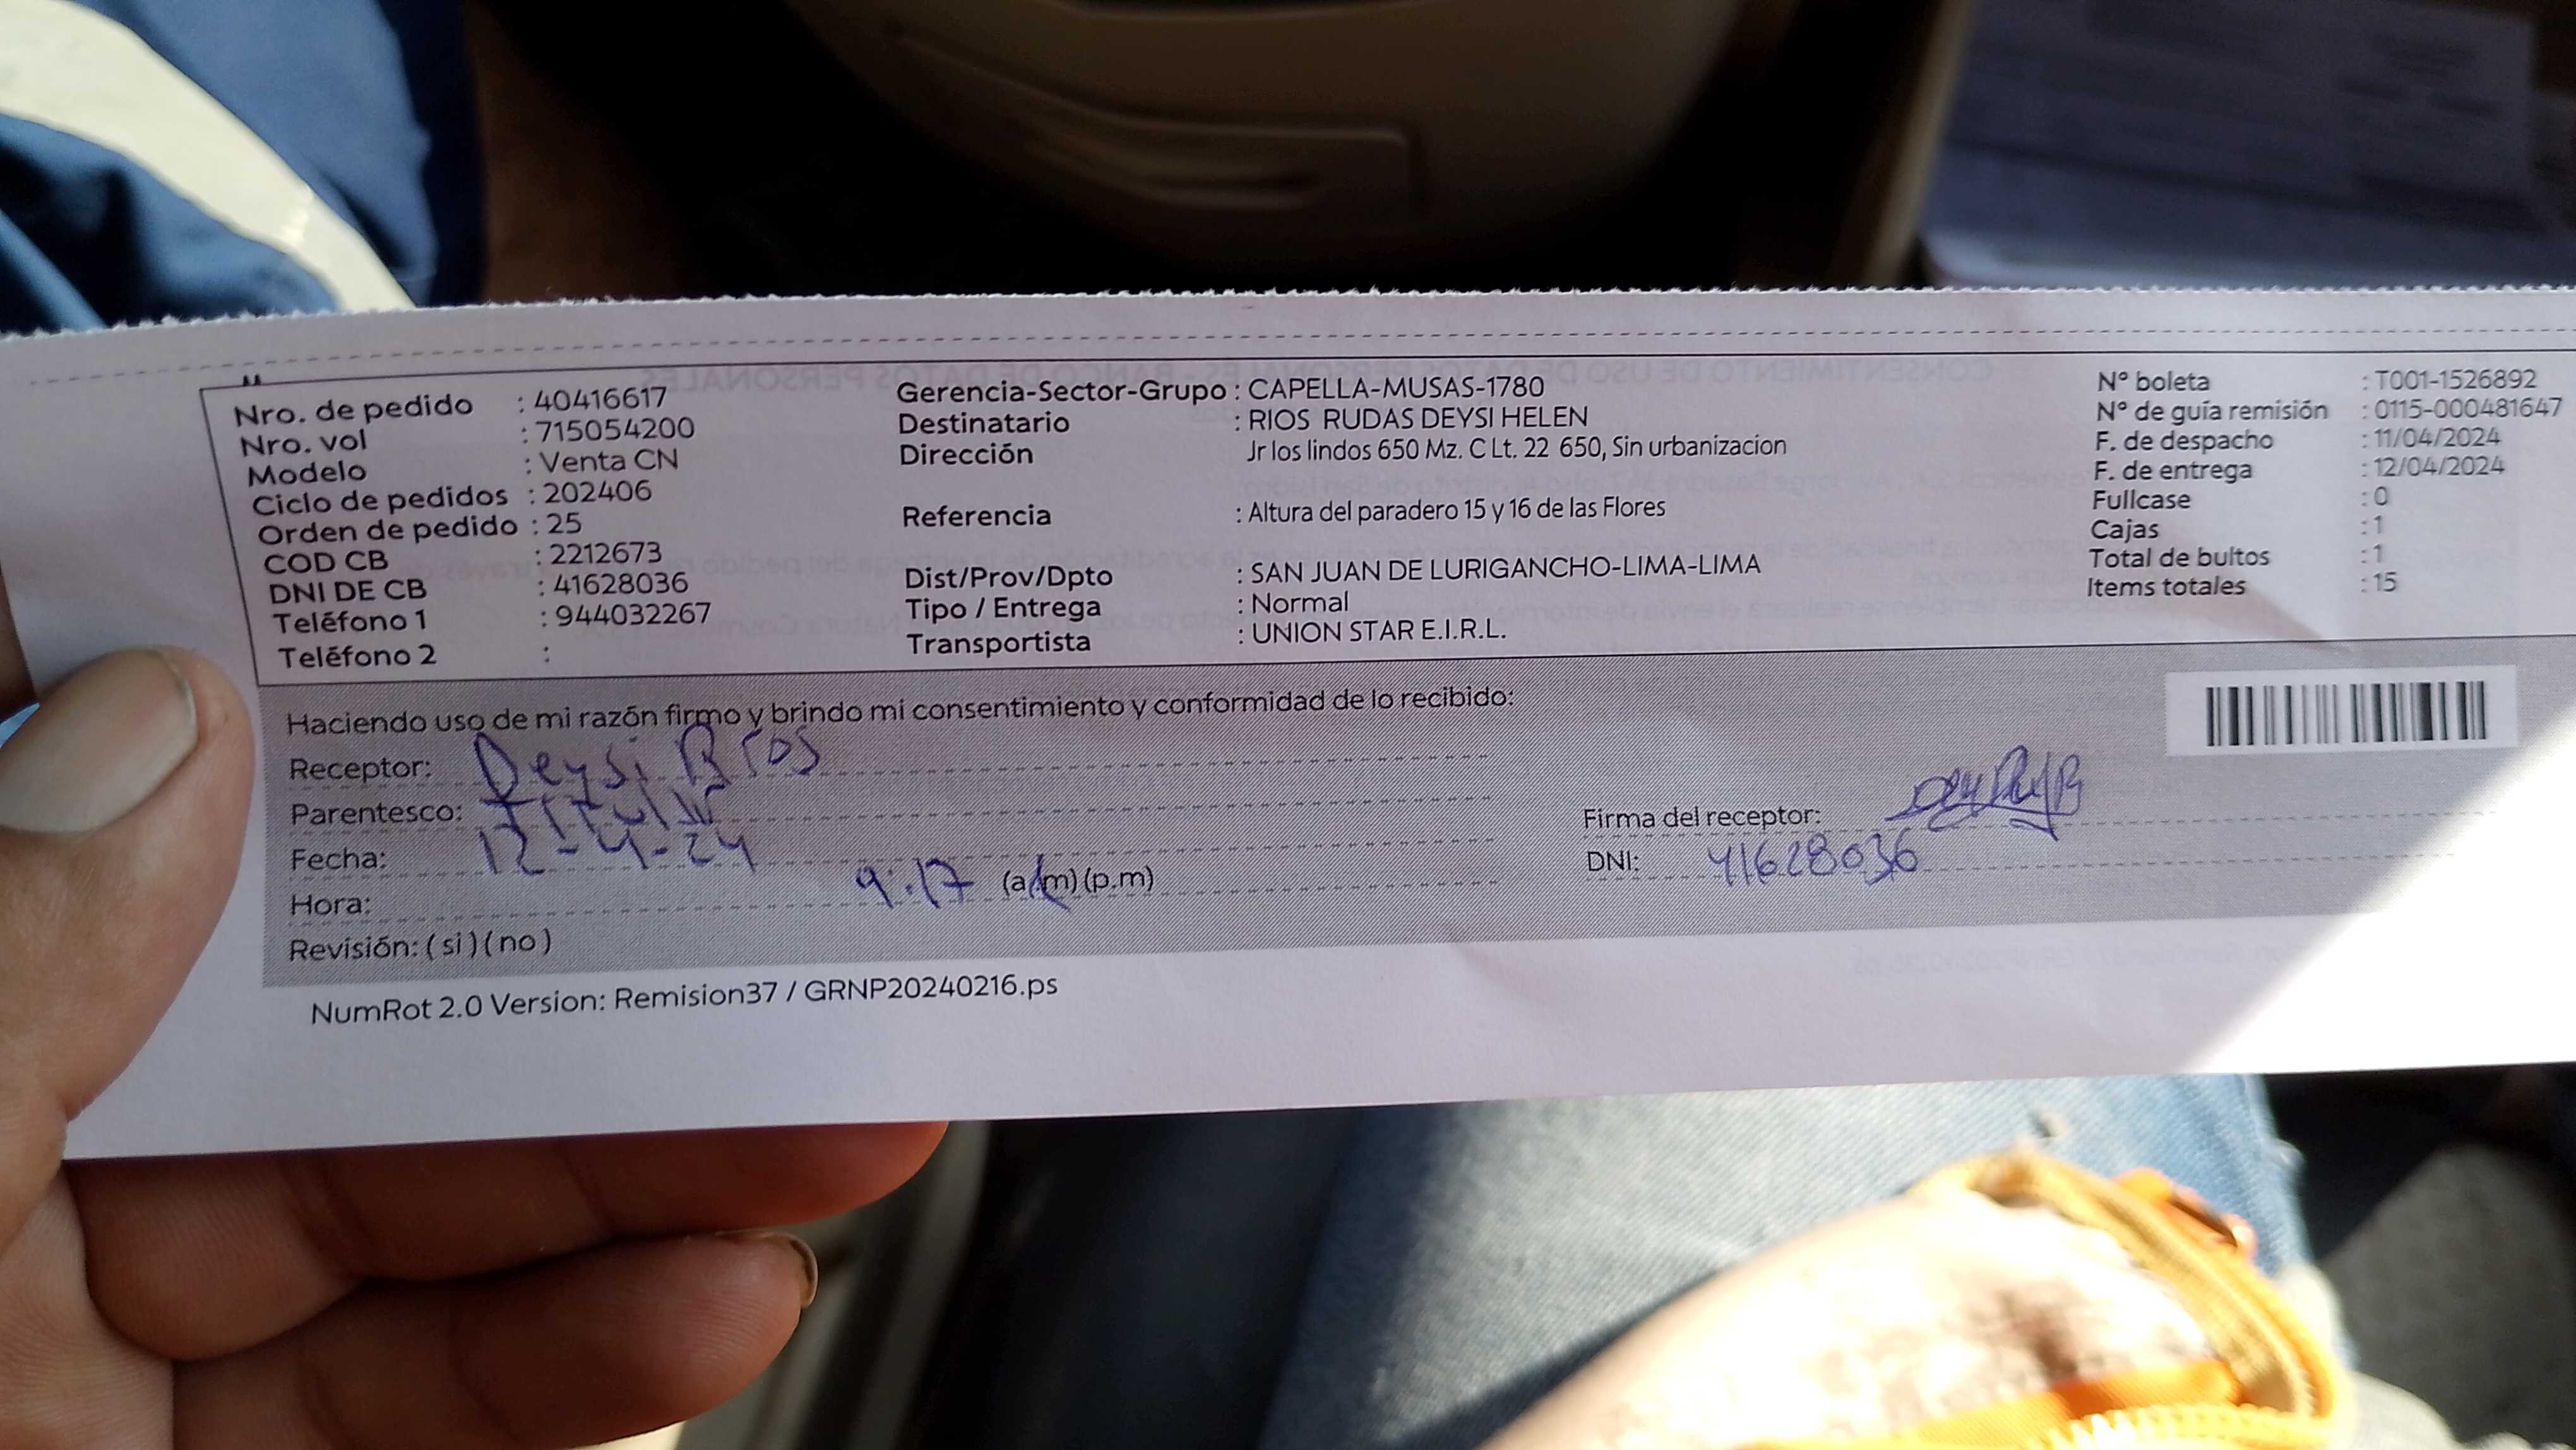 Nro. de pedido : 40416617
Nro. vol : 715054200
Modelo : Venta CN
Ciclo de pedidos : 202406
Orden de pedido : 25
COD CB : 2212673
DNI DE CB : 41628036
Teléfono 1 : 944032267
Teléfono 2 :
Gerencia-Sector-Grupo : CAPELLA-MUSAS-1780
Destinatario : RIOS RUDAS DEYSI HELEN
Dirección Jr los lindos 650 Mz. C Lt. 22 650, Sin urbanizacion
Referencia : Altura del paradero 15 y 16 de las Flores
Dist/Prov/Dpto : SAN JUAN DE LURIGANCHO-LIMA-LIMA
Tipo / Entrega : Normal
Transportista : UNION STAR E.I.R.L.
N° boleta : T001-1526892
N° de guía remisión : 0115-000481647
F. de despacho : 11/04/2024
F. de entrega : 12/04/2024
Fullcase : 0
Cajas : 1
Total de bultos : 1
Items totales : 15
Haciendo uso de mi razón firmo y brindo mi consentimiento y conformidad de lo recibido:
Receptor: Deysi Rios
Parentesco: Titular
Fecha: 12-4-24
Hora: 9:17 (a.m) (p.m)
Revisión: ( si ) ( no )
Firma del receptor:
DNI: 41628036
NumRot 2.0 Version: Remision37 / GRNP20240216.ps